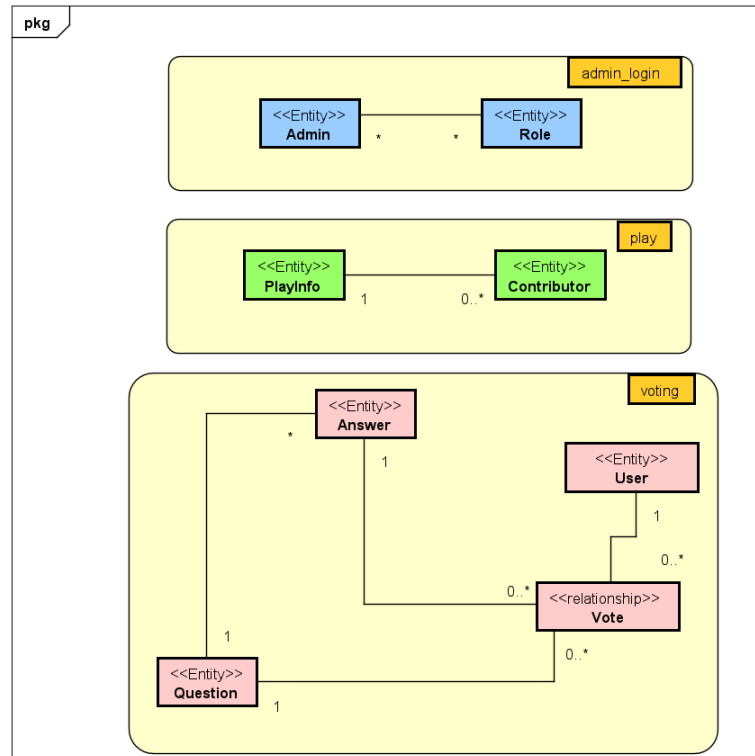 pkg
admin_login
<<Entity>>
Admin
<<Entity>>
Role
*
*
play
<<Entity>>
PlayInfo
<<Entity>>
Contributor
1
0..*
voting
<<Entity>>
Answer
*
1
<<Entity>>
User
1
0..*
0..*
<<relationship>>
Vote
1
0..*
<<Entity>>
Question
1